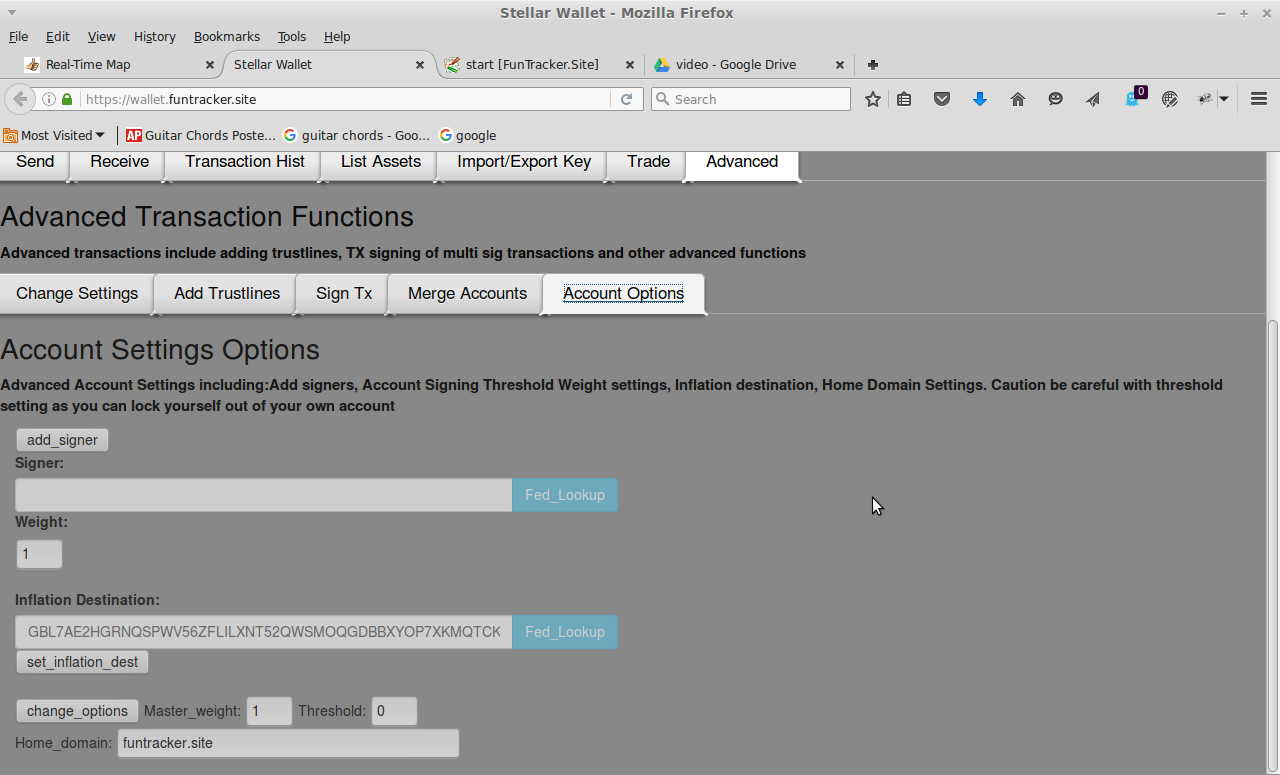 Stellar Wallet - Mozilla Firefox
File Edit View History Bookmarks Tools Help
Real-Time Map Stellar Wallet start [FunTracker.Site] video - Google Drive
https://wallet.funtracker.site Search 0
Most Visited AP Guitar Chords Poste... guitar chords - Goo... google
Send Receive Transaction Hist List Assets Import/Export Key Trade Advanced
Advanced Transaction Functions
Advanced transactions include adding trustlines, TX signing of multi sig transactions and other advanced functions
Change Settings Add Trustlines Sign Tx Merge Accounts Account Options
Account Settings Options
Advanced Account Settings including:Add signers, Account Signing Threshold Weight settings, Inflation destination, Home Domain Settings. Caution be careful with threshold
setting as you can lock yourself out of your own account
add_signer
Signer:
Fed_Lookup
Weight:
1
Inflation Destination:
GBL7AE2HGRNQSPWV56ZFLILXNT52QWSMOQGDBBXYOP7XKMQTCK Fed_Lookup
set_inflation_dest
change_options Master_weight: 1 Threshold: 0
Home_domain: funtracker.site